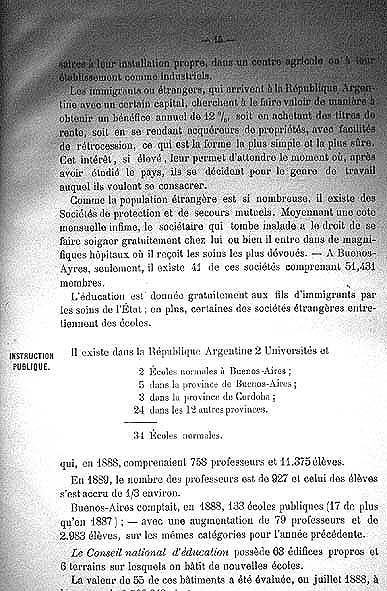 — 15 —
saires à leur installation propre, dans un centre agricole ou à leur
établissement comme industriels.
Les immigrants ou étrangers, qui arrivent à la République Argen-
tine avec un certain capital, cherchent à le faire valoir de manière à
obtenir un bénéfice annuel de 12 %, soit en achetant des titres de
rente, soit en se rendant acquéreurs de propriétés, avec facilités
de rétrocession, ce qui est la forme la plus simple et la plus sûre.
Cet intérêt, si élevé, leur permet d'attendre le moment où, après
avoir étudié le pays, ils se décident pour le genre de travail
auquel ils veulent se consacrer.
Comme la population étrangère est si nombreuse, il existe des
Sociétés de protection et de secours mutuels. Moyennant une cote
mensuelle infime, le sociétaire qui tombe malade a le droit de se
faire soigner gratuitement chez lui ou bien il entre dans de magni-
fiques hôpitaux où il reçoit les soins les plus dévoués. — A Buenos-
Ayres, seulement, il existe 41 de ces sociétés comprenant 51,431
membres.
L'éducation est donnée gratuitement aux fils d'immigrants par
les soins de l'État ; en plus, certaines des sociétés étrangères entre-
tiennent des écoles.
INSTRUCTION
PUBLIQUE.
Il existe dans la République Argentine 2 Universités et
2 Écoles normales à Buenos-Aires ;
5 dans la province de Buenos-Aires ;
3 dans la province de Cordoba ;
24 dans les 12 autres provinces.
34 Écoles normales.
qui, en 1888, comprenaient 758 professeurs et 11.375 élèves.
En 1889, le nombre des professeurs est de 927 et celui des élèves
s'est accru de 1/3 environ.
Buenos-Aires comptait, en 1888, 133 écoles publiques (17 de plus
qu'en 1887) ; — avec une augmentation de 79 professeurs et de
2.983 élèves, sur les mêmes catégories pour l'année précédente.
Le Conseil national d'éducation possède 63 édifices propres et
6 terrains sur lesquels on bâtit de nouvelles écoles.
La valeur de 55 de ces bâtiments a été évaluée, en juillet 1888, à